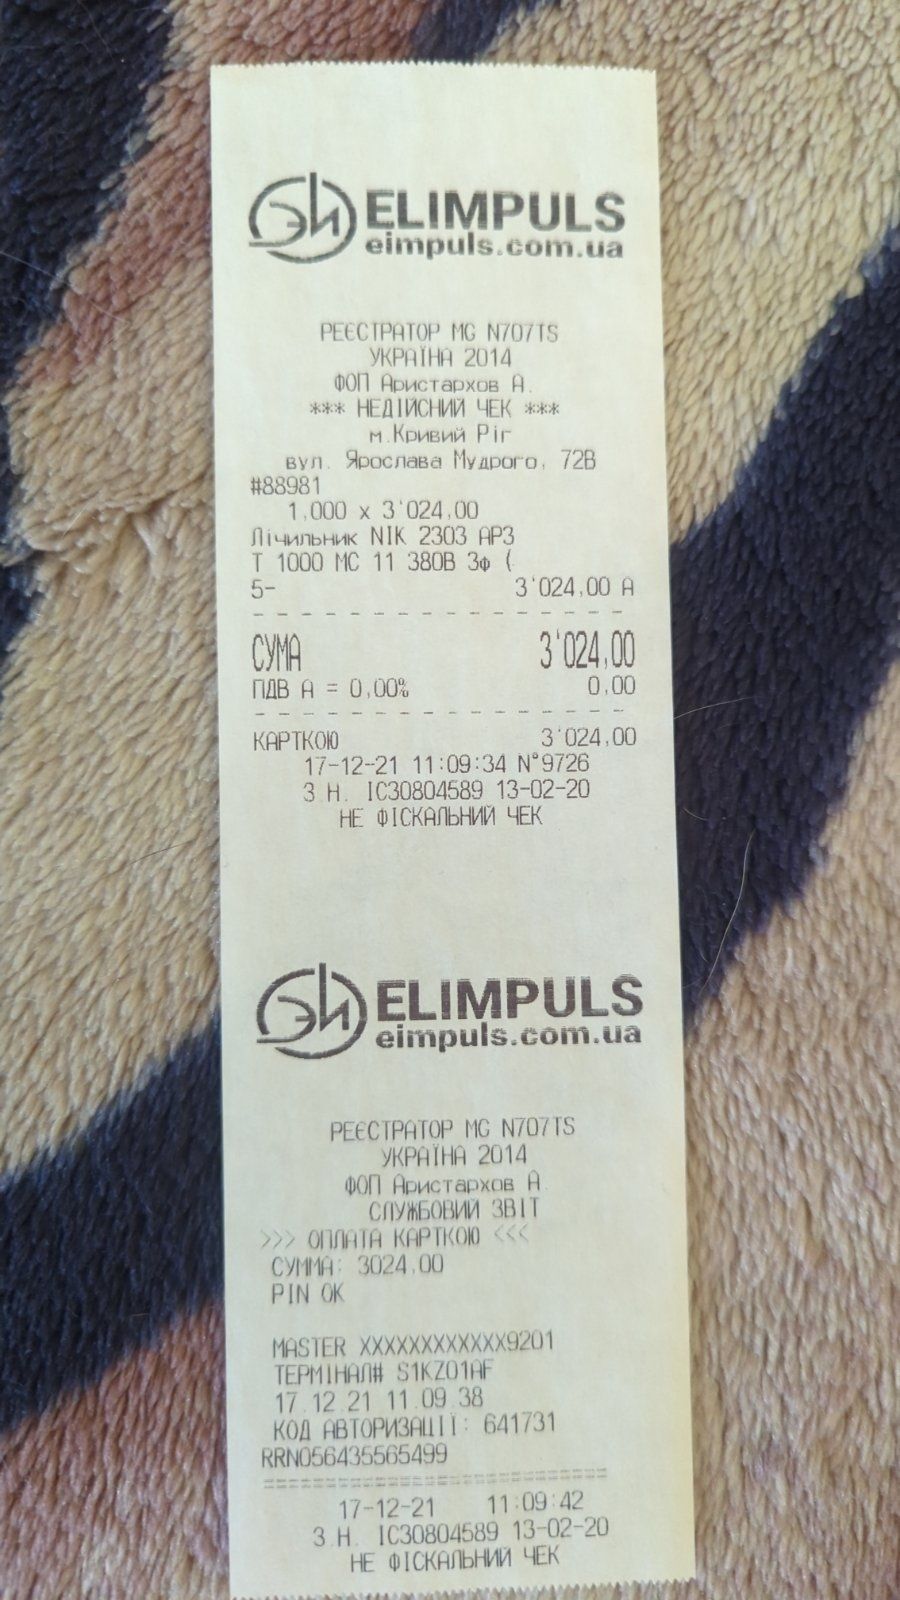 ЭИ ELIMPULS
eimpuls.com.ua
РЕЄСТРАТОР MG N707TS
УКРАЇНА 2014
ФОП Аристархов А.
*** НЕДІЙСНИЙ ЧЕК ***
м.Кривий Ріг
вул. Ярослава Мудрого, 72В
#88981
1,000 x 3'024,00
Лічильник NIK 2303 АРЗ
Т 1000 МС 11 380В 3ф (
5-   3'024,00 А
СУМА   3'024,00
ПДВ А = 0,00%   0,00
КАРТКОЮ   3'024,00
17-12-21 11:09:34 N°9726
З.Н. ІС30804589 13-02-20
НЕ ФІСКАЛЬНИЙ ЧЕК
ЭИ ELIMPULS
eimpuls.com.ua
РЕЄСТРАТОР MG N707TS
УКРАЇНА 2014
ФОП Аристархов А.
СЛУЖБОВИЙ ЗВІТ
>>> ОПЛАТА КАРТКОЮ <<<
СУММА: 3024.00
PIN OK
MASTER XXXXXXXXXXXX9201
ТЕРМІНАЛ# S1KZ01AF
17.12.21 11.09.38
КОД АВТОРИЗАЦІЇ: 641731
RRN056435565499
17-12-21   11:09:42
З.Н. ІС30804589 13-02-20
НЕ ФІСКАЛЬНИЙ ЧЕК